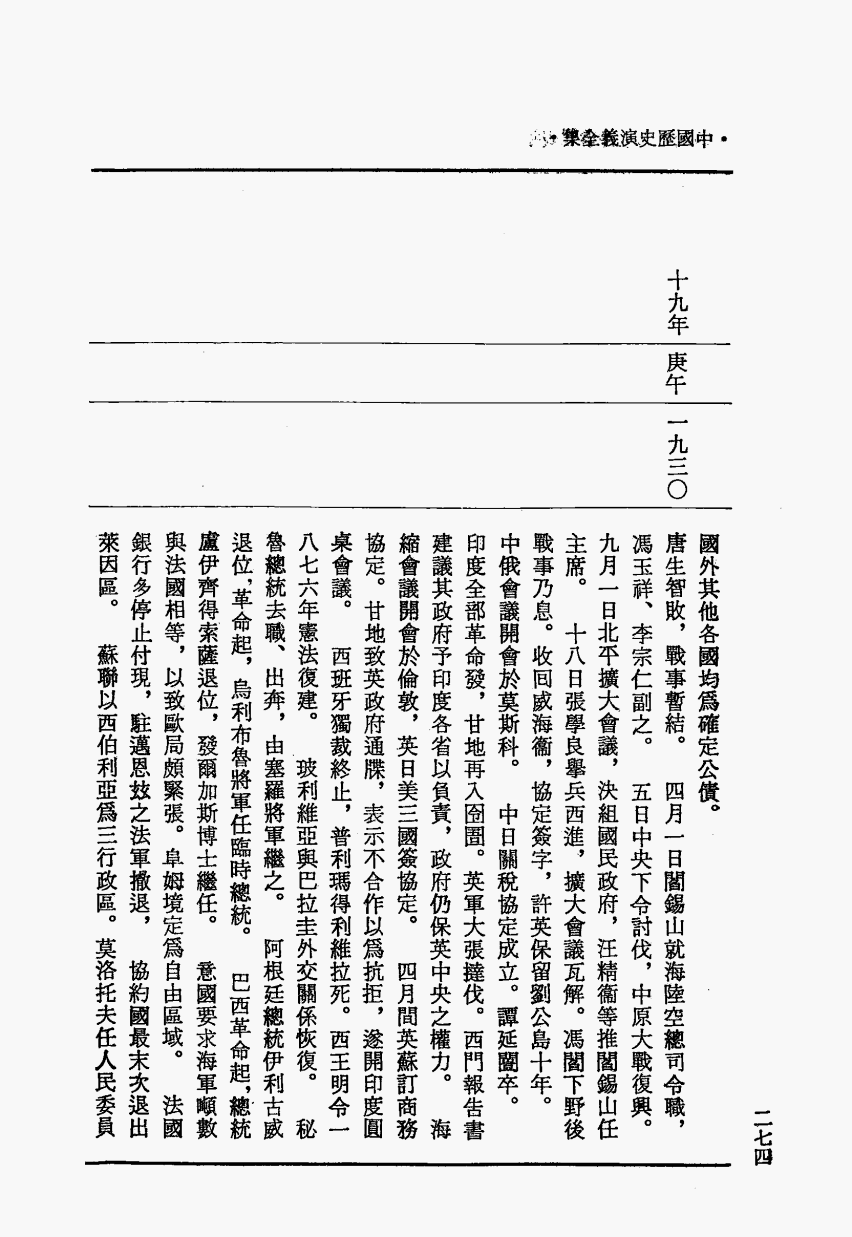 ·中國歷史演義全集·
十九年
庚午
一九三〇
國外其他各國均爲確定公債。
唐生智敗，戰事暫結。　四月一日閻錫山就海陸空總司令職，
馮玉祥、李宗仁副之。　五日中央下令討伐，中原大戰復興。
九月一日北平擴大會議，決組國民政府，汪精衞等推閻錫山任
主席。　十八日張學良擧兵西進，擴大會議瓦解。馮閻下野後
戰事乃息。收回威海衞，協定簽字，許英保留劉公島十年。
中俄會議開會於莫斯科。　中日關稅協定成立。譚延闓卒。
印度全部革命發，甘地再入囹圄。英軍大張撻伐。西門報告書
建議其政府予印度各省以負責，政府仍保英中央之權力。　海
縮會議開會於倫敦，英日美三國簽協定。　四月間英蘇訂商務
協定。甘地致英政府通牒，表示不合作以爲抗拒，遂開印度圓
桌會議。　西班牙獨裁終止，普利瑪得利維拉死。西王明令一
八七六年憲法復建。　玻利維亞與巴拉圭外交關係恢復。　秘
魯總統去職、出奔，由塞羅將軍繼之。　阿根廷總統伊利古威
退位，革命起，烏利布魯將軍任臨時總統。　巴西革命起，總統
盧伊齊得索薩退位，發爾加斯博士繼任。　意國要求海軍噸數
與法國相等，以致歐局頗緊張。阜姆境定爲自由區域。　法國
銀行多停止付現，駐邁恩玆之法軍撤退，　協約國最末次退出
萊因區。　蘇聯以西伯利亞爲三行政區。莫洛托夫任人民委員
二七四